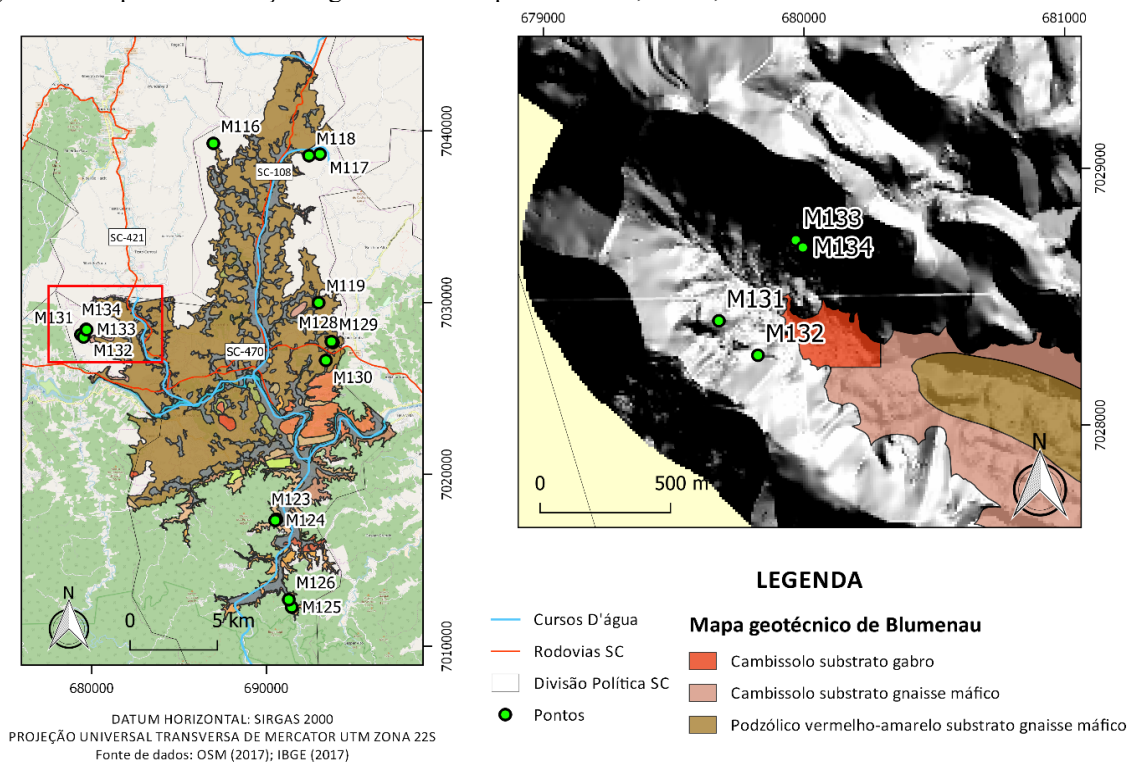 679000
680000
681000
M116
M118
M117
SC-108
SC-421
M119
M134
M131
M133
M132
M128
M129
SC-470
M130
M123
M124
M126
M125
N
0
5 km
7040000
7030000
7020000
7010000
680000
690000
M133
M134
M131
M132
0
500 m
N
7029000
7028000
DATUM HORIZONTAL: SIRGAS 2000
PROJEÇÃO UNIVERSAL TRANSVERSA DE MERCATOR UTM ZONA 22S
Fonte de dados: OSM (2017); IBGE (2017)
LEGENDA
Cursos D'água
Rodovias SC
Divisão Política SC
Pontos
Mapa geotécnico de Blumenau
Cambissolo substrato gabro
Cambissolo substrato gnaisse máfico
Podzólico vermelho-amarelo substrato gnaisse máfico